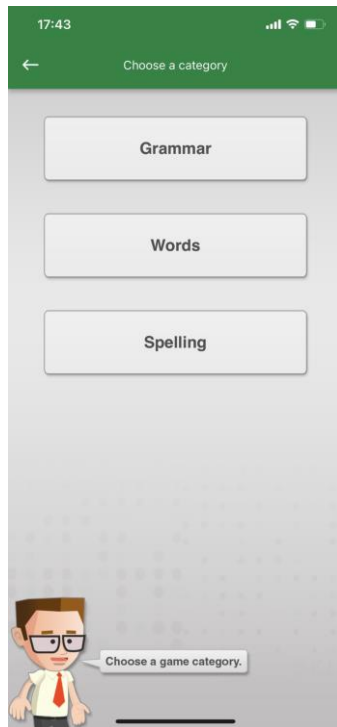 17:43
Choose a category
Grammar
Words
Spelling
Choose a game category.